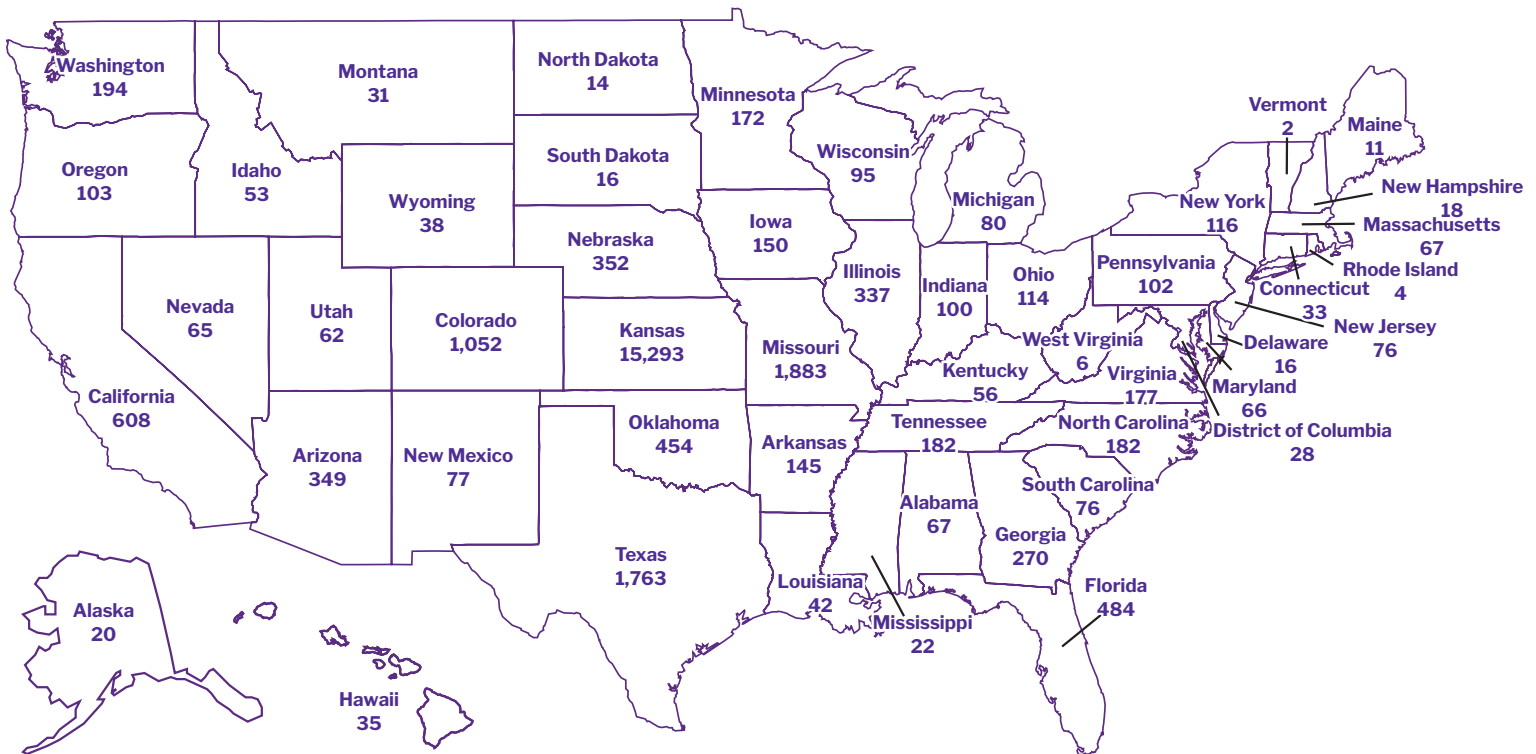 Washington
194
Montana
31
North Dakota
14
Minnesota
172
Vermont
2
Maine
11
Oregon
103
Idaho
53
Wyoming
38
South Dakota
16
Wisconsin
95
Michigan
80
New York
116
New Hampshire
18
Massachusetts
67
Rhode Island
4
Connecticut
33
New Jersey
76
Nebraska
352
Iowa
150
Illinois
337
Indiana
100
Ohio
114
Pennsylvania
102
Nevada
65
Utah
62
Colorado
1,052
Kansas
15,293
Missouri
1,883
West Virginia
6
Kentucky
56
Virginia
177
Delaware
16
Maryland
66
District of Columbia
28
California
608
Arizona
349
New Mexico
77
Oklahoma
454
Arkansas
145
Tennessee
182
North Carolina
182
South Carolina
76
Alabama
67
Georgia
270
Texas
1,763
Louisiana
42
Mississippi
22
Florida
484
Alaska
20
Hawaii
35